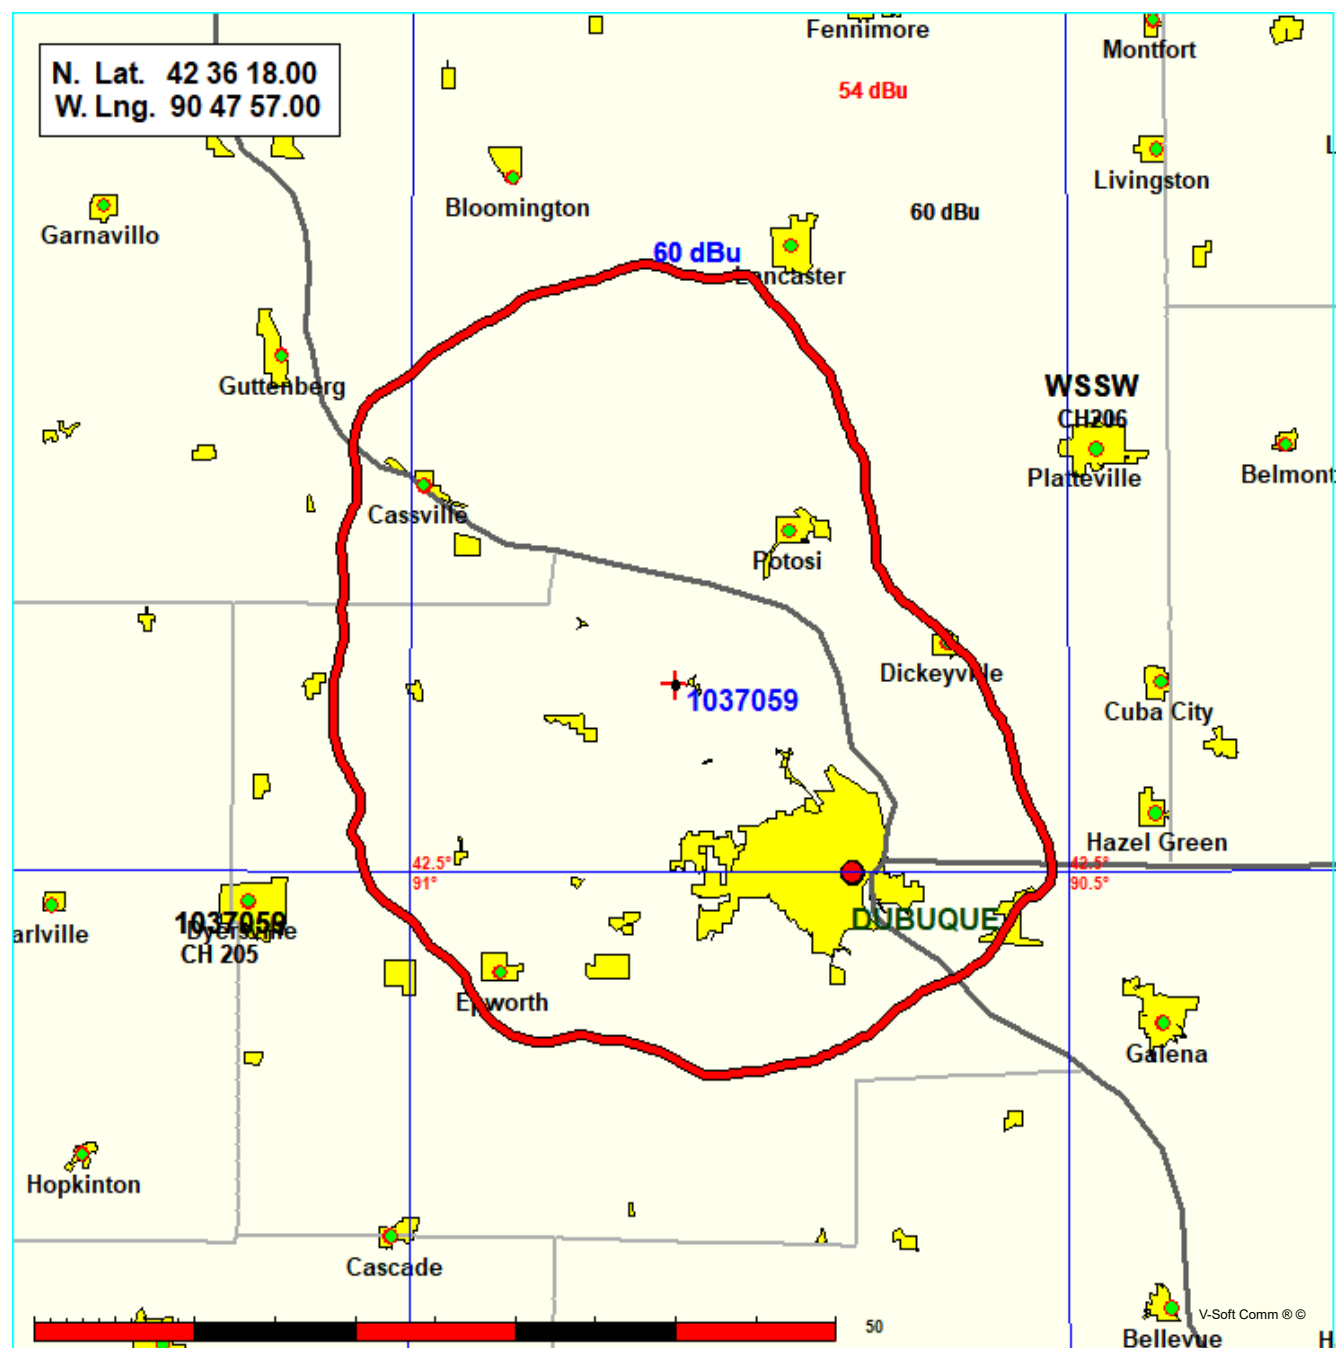 Fennimore
Montfort
N. Lat. 42 36 18.00
W. Lng. 90 47 57.00
54 dBu
Livingston
Bloomington
60 dBu
Garnavillo
60 dBu
Lancaster
Guttenberg
WSSW
CH206
Platteville
Belmont
Cassville
Potosi
Dickeyville
1037059
Cuba City
Hazel Green
42.5°
91°
42.5°
90.5°
arlville
1037059
Dyersville
CH 205
DUBUQUE
Epworth
Galena
Hopkinton
Cascade
50
V-Soft Comm ® ©
Bellevue
H